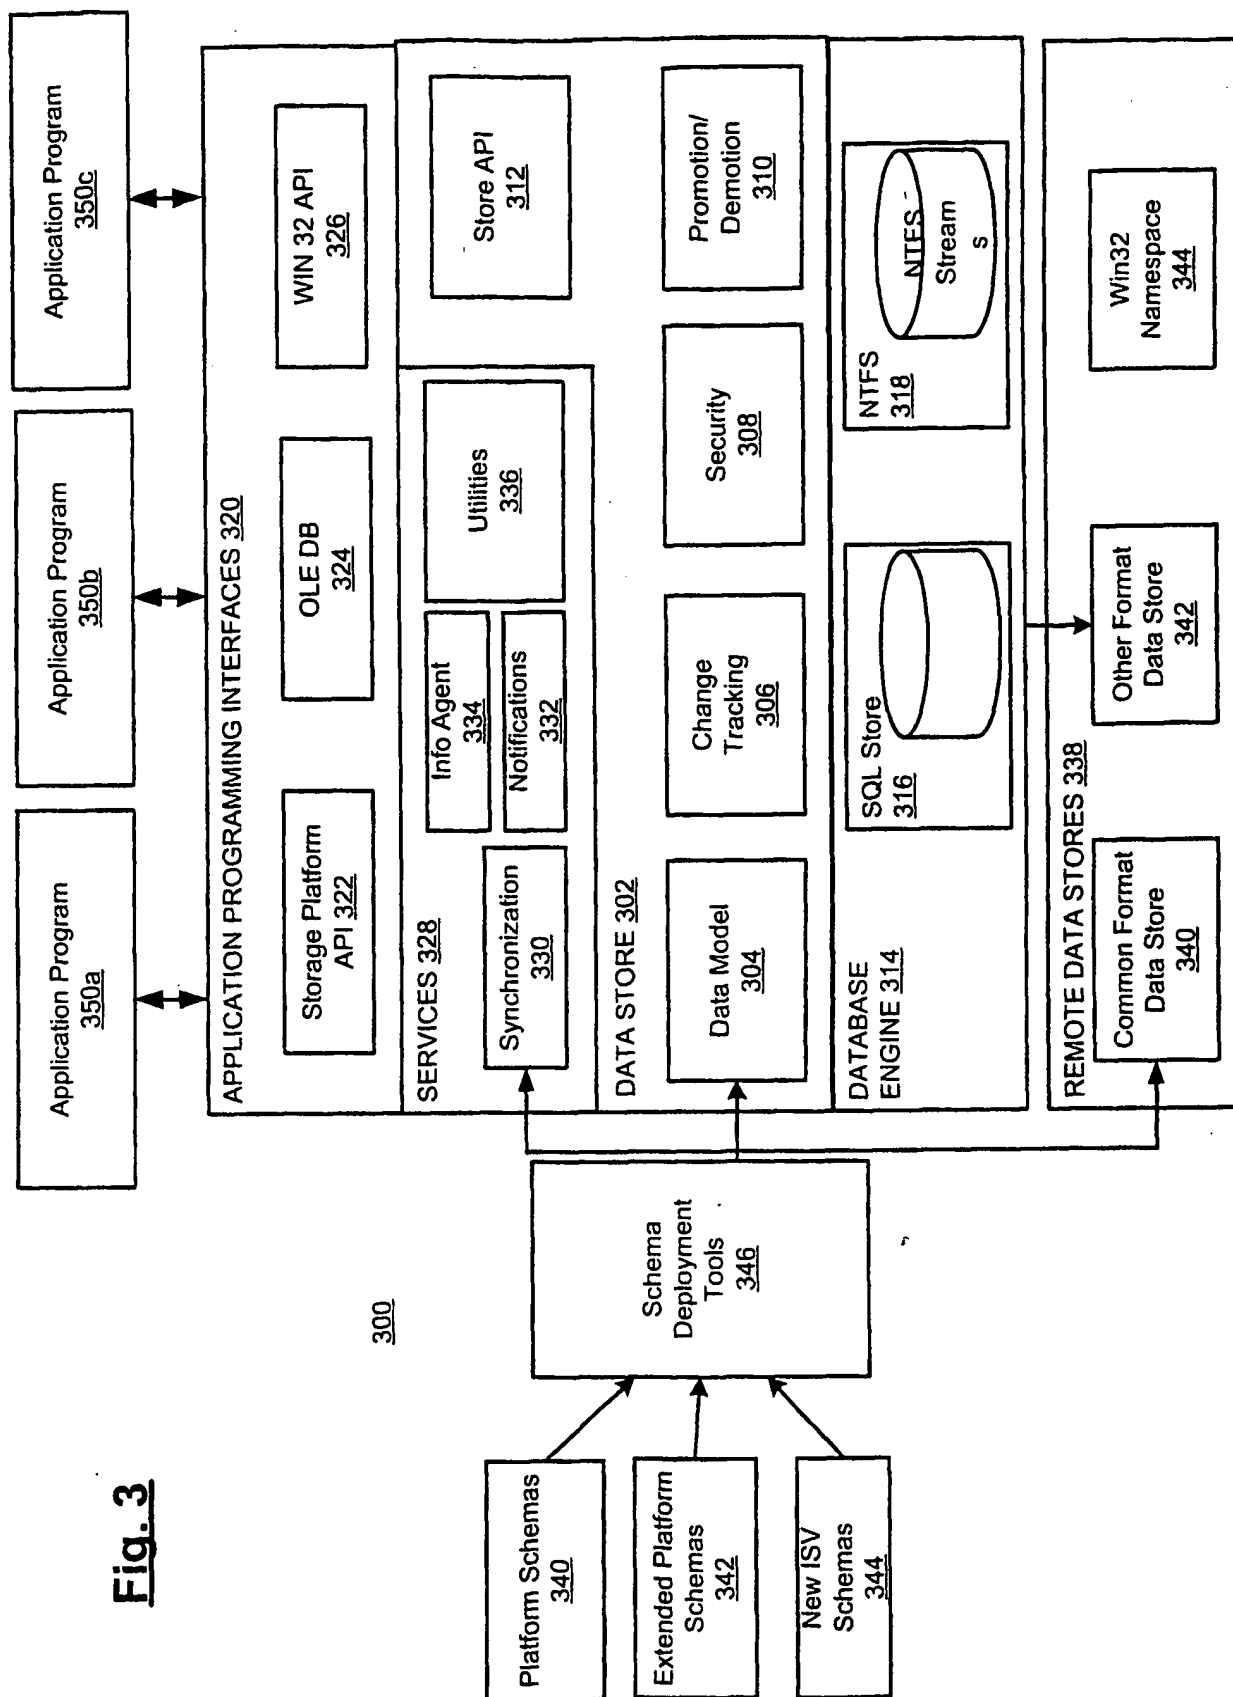 Application Program
350a
Application Program
350b
Application Program
350c
APPLICATION PROGRAMMING INTERFACES 320
Storage Platform
API 322
OLE DB
324
WIN 32 API
326
SERVICES 328
Synchronization
330
Info Agent
334
Notifications
332
Utilities
336
Store API
312
DATA STORE 302
Data Model
304
Change
Tracking
306
Security
308
Promotion/
Demotion
310
DATABASE
ENGINE 314
SQL Store
316
NTFS
318
NTFS
Stream
s
REMOTE DATA STORES 338
Common Format
Data Store
340
Other Format
Data Store
342
Win32
Namespace
344
300
Schema
Deployment
Tools
346
Platform Schemas
340
Extended Platform
Schemas
342
New ISV
Schemas
344
Fig. 3